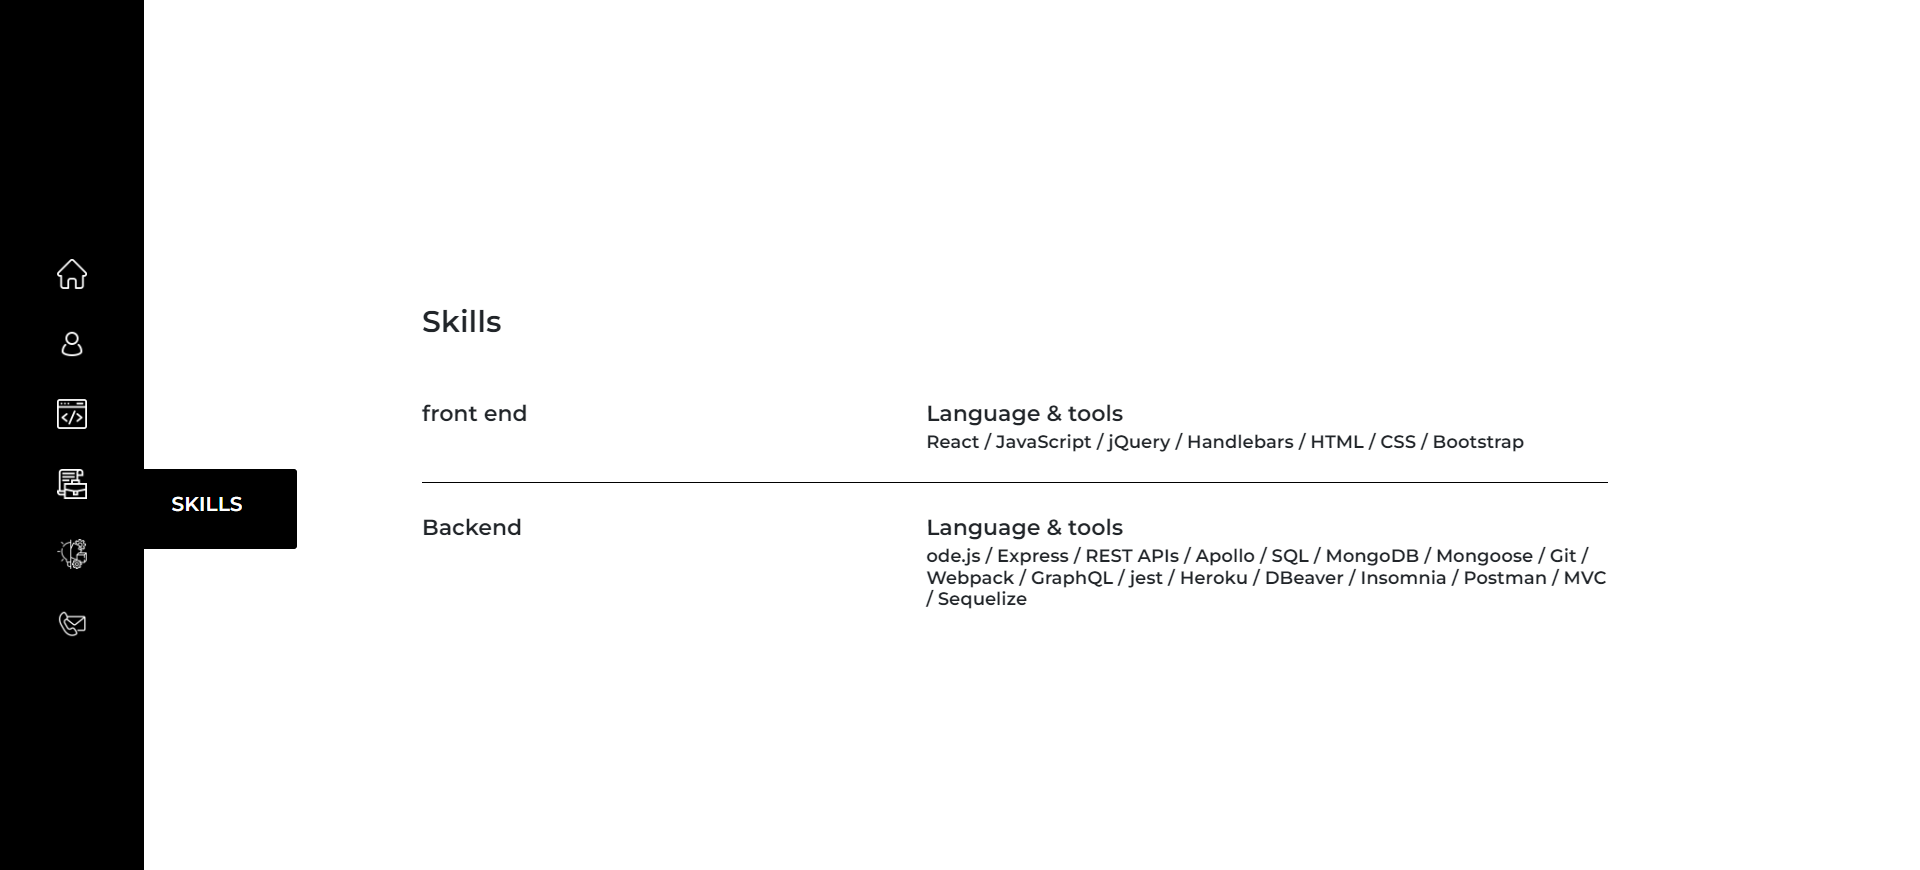 Skills
front end
Language & tools
React / JavaScript / jQuery / Handlebars / HTML / CSS / Bootstrap
SKILLS
Backend
Language & tools
ode.js / Express / REST APIs / Apollo / SQL / MongoDB / Mongoose / Git /
Webpack / GraphQL / jest / Heroku / DBeaver / Insomnia / Postman / MVC
/ Sequelize